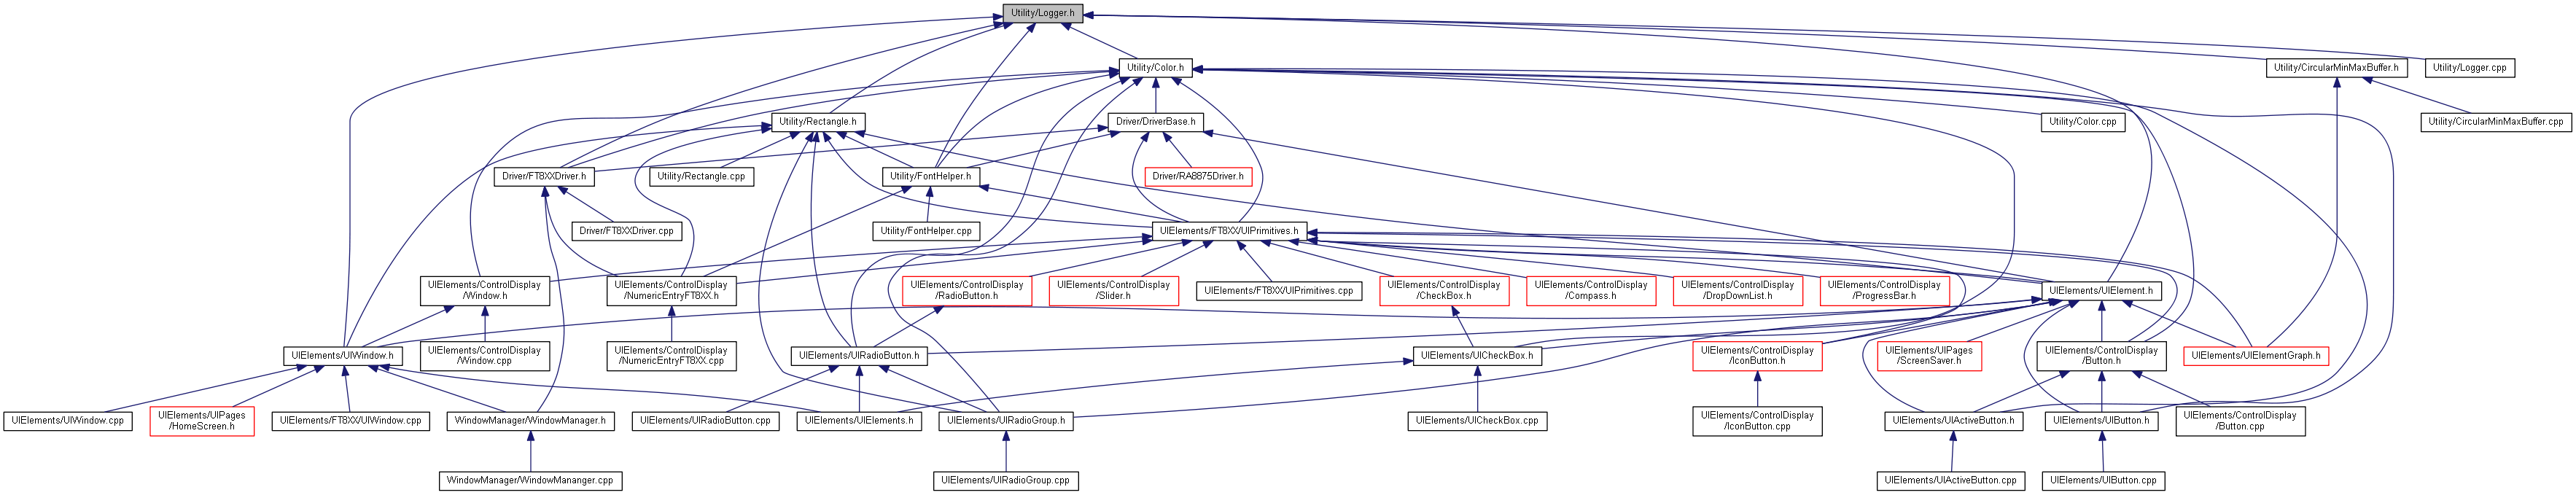 Utility/Logger.h
Utility/Color.h
Utility/CircularMinMaxBuffer.h
Utility/Logger.cpp
Utility/Rectangle.h
Driver/DriverBase.h
Utility/Color.cpp
Utility/CircularMinMaxBuffer.cpp
Driver/FT8XXDriver.h
Utility/Rectangle.cpp
Utility/FontHelper.h
Driver/RA8875Driver.h
Driver/FT8XXDriver.cpp
Utility/FontHelper.cpp
UIElements/FT8XX/UIPrimitives.h
UIElements/ControlDisplay
/Window.h
UIElements/ControlDisplay
/NumericEntryFT8XX.h
UIElements/ControlDisplay
/RadioButton.h
UIElements/ControlDisplay
/Slider.h
UIElements/FT8XX/UIPrimitives.cpp
UIElements/ControlDisplay
/CheckBox.h
UIElements/ControlDisplay
/Compass.h
UIElements/ControlDisplay
/DropDownList.h
UIElements/ControlDisplay
/ProgressBar.h
UIElements/UIElement.h
UIElements/UIWindow.h
UIElements/ControlDisplay
/Window.cpp
UIElements/ControlDisplay
/NumericEntryFT8XX.cpp
UIElements/UIRadioButton.h
UIElements/UICheckBox.h
UIElements/ControlDisplay
/IconButton.h
UIElements/UIPages
/ScreenSaver.h
UIElements/ControlDisplay
/Button.h
UIElements/UIElementGraph.h
UIElements/UIWindow.cpp
UIElements/UIPages
/HomeScreen.h
UIElements/FT8XX/UIWindow.cpp
WindowManager/WindowManager.h
UIElements/UIRadioButton.cpp
UIElements/UIElements.h
UIElements/UIRadioGroup.h
UIElements/UICheckBox.cpp
UIElements/ControlDisplay
/IconButton.cpp
UIElements/UIActiveButton.h
UIElements/UIButton.h
UIElements/ControlDisplay
/Button.cpp
WindowManager/WindowMananger.cpp
UIElements/UIRadioGroup.cpp
UIElements/UIActiveButton.cpp
UIElements/UIButton.cpp